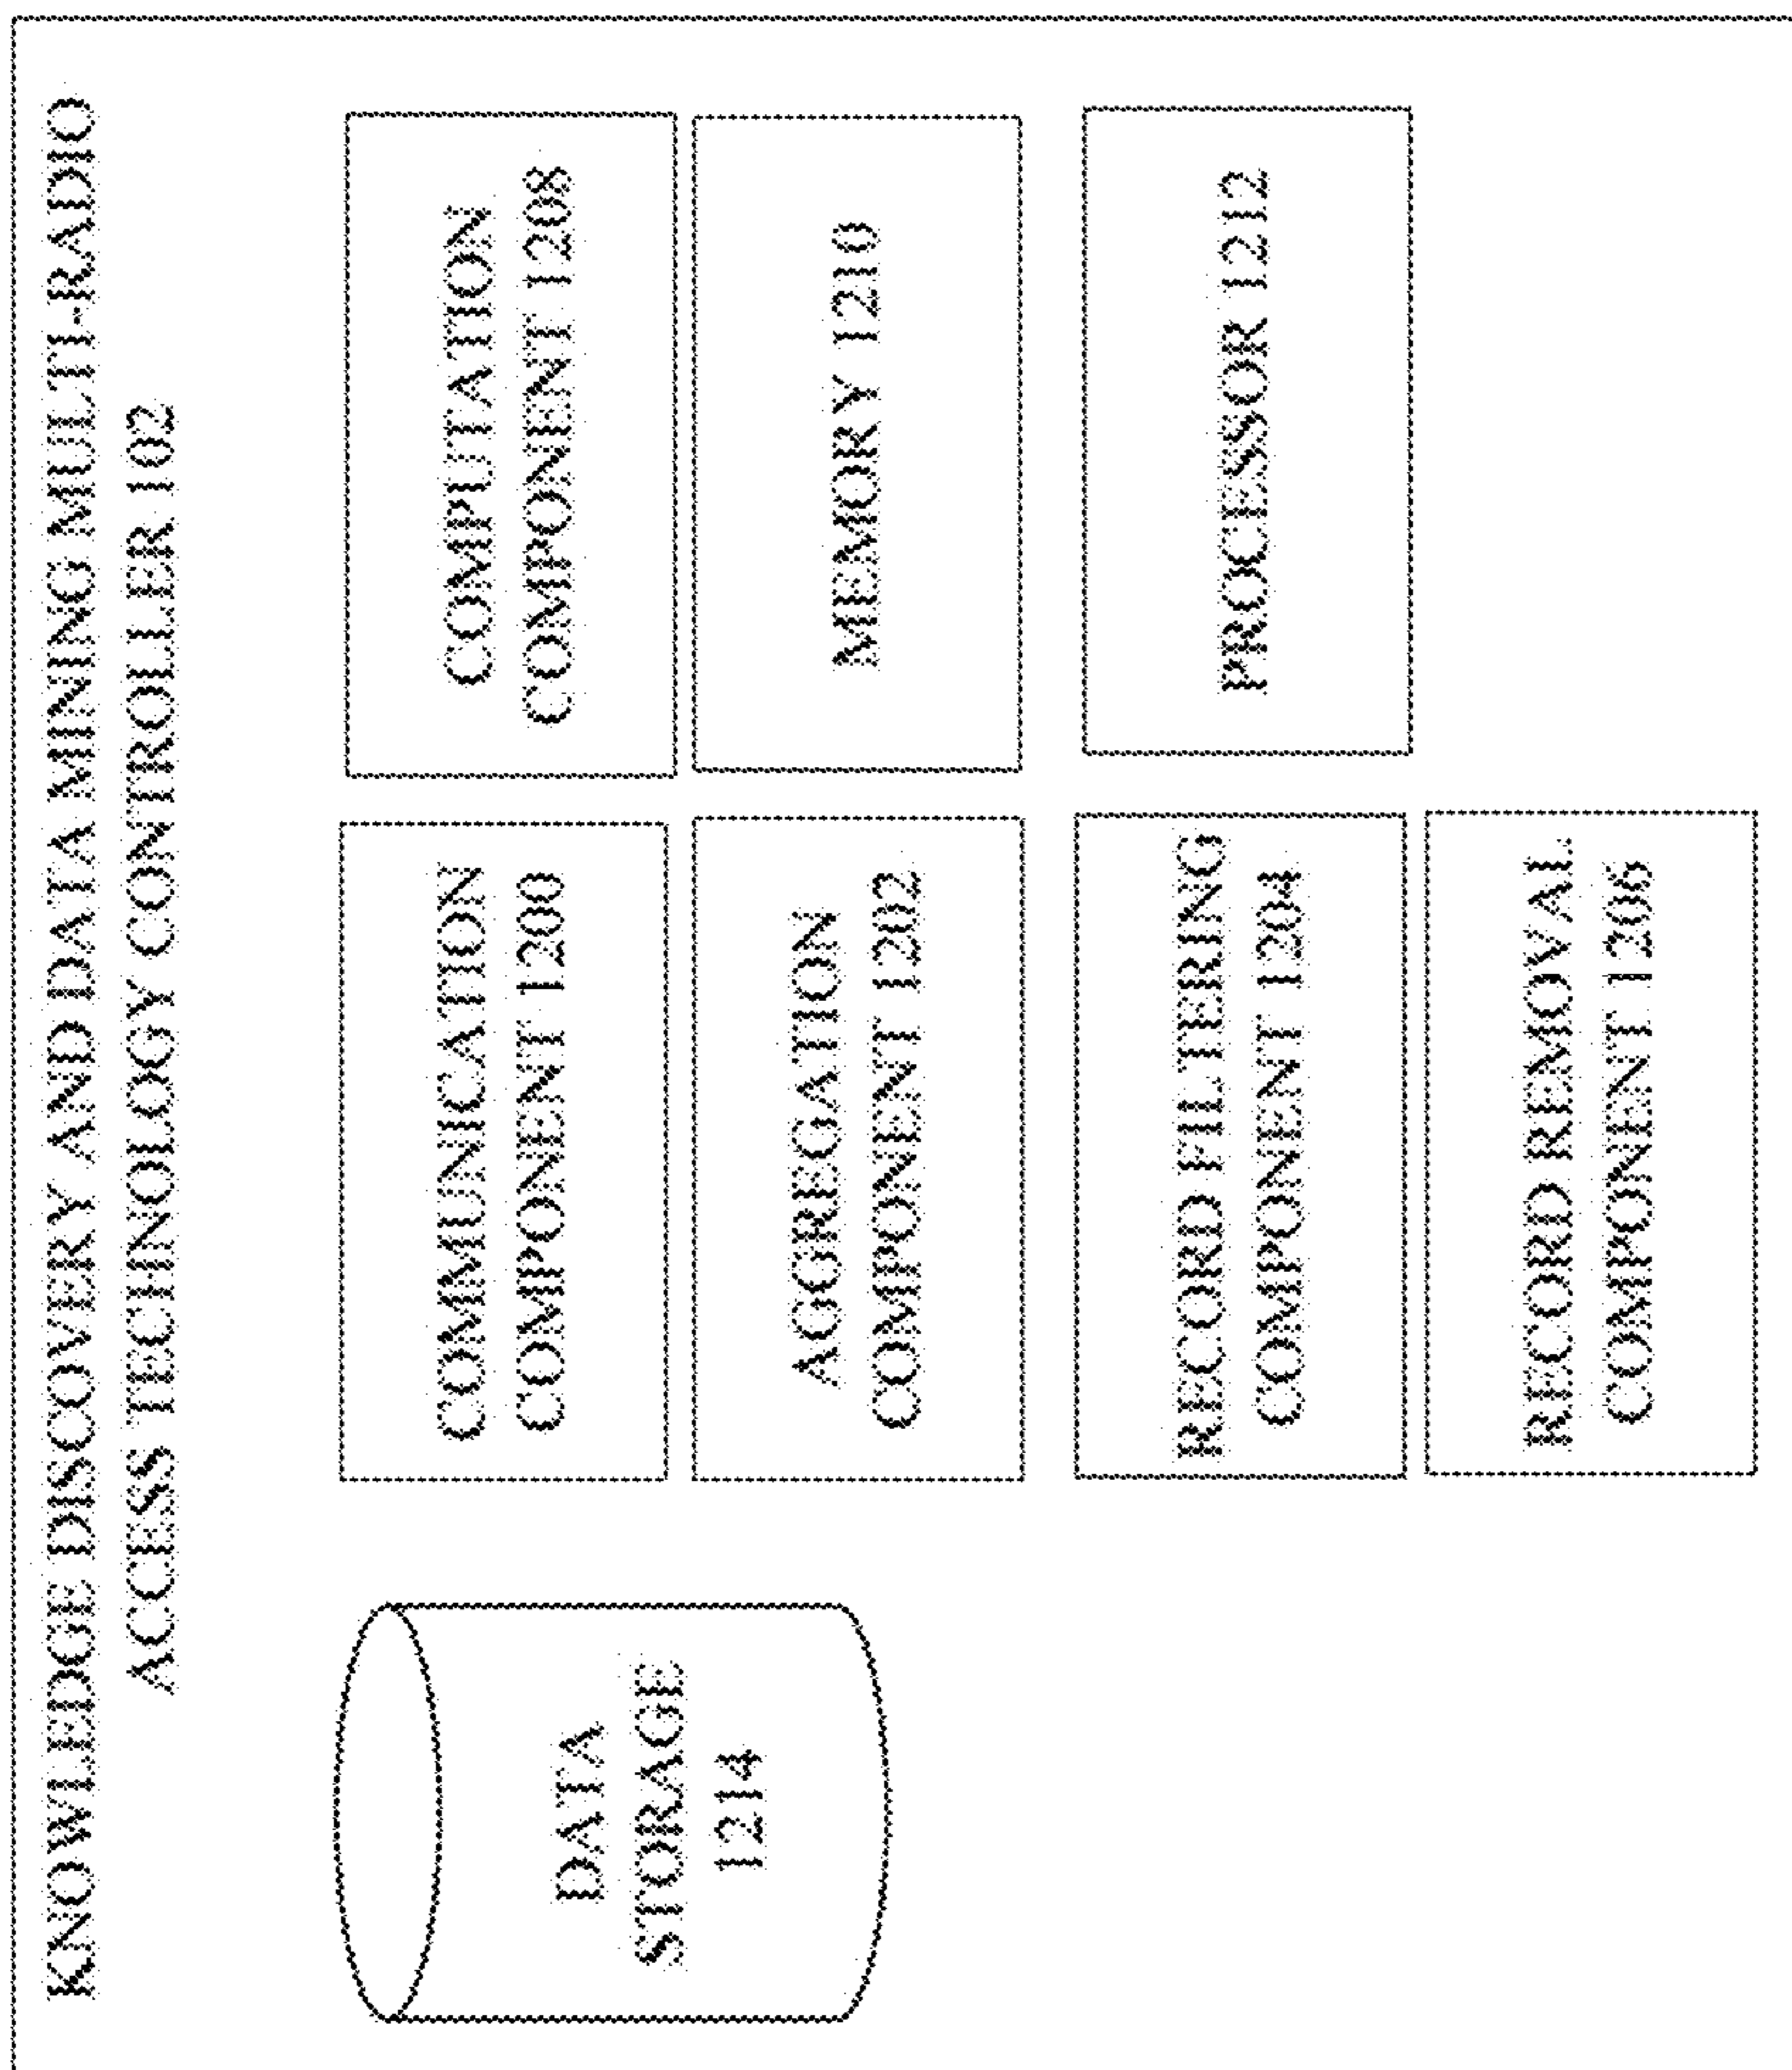 KNOWLEDGE DISCOVERY AND DATA MINING MULTI-RADIO
ACCESS TECHNOLOGY CONTROLLER 102
DATA
STORAGE
1214
COMMUNICATION
COMPONENT 1200
AGGREGATION
COMPONENT 1202
RECORD FILTERING
COMPONENT 1204
RECORD REMOVAL
COMPONENT 1206
COMPUTATION
COMPONENT 1208
MEMORY 1210
PROCESSOR 1212